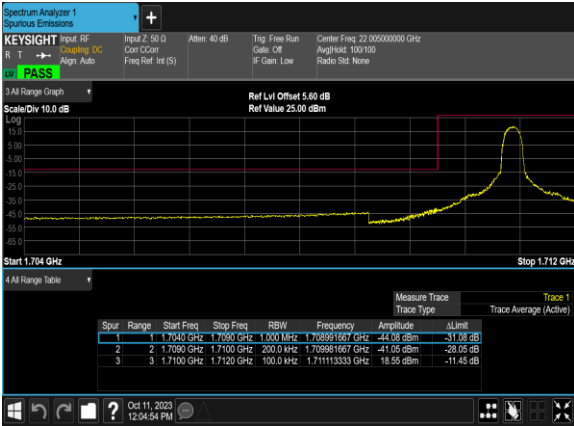 Spectrum Analyzer 1
Spurious Emissions
+
KEYSIGHT Input: RF Input Z: 50 Ω Atten: 40 dB Trig: Free Run Center Freq: 22.005000000 GHz
R T Coupling: DC Corr CCorr Gate: Off Avg|Hold: 100/100
Align: Auto Freq Ref: Int (S) IF Gain: Low Radio Std: None
PASS
3 All Range Graph
Ref Lvl Offset 5.60 dB
Scale/Div 10.0 dB Ref Value 25.00 dBm
Log
15.0
5.00
-5.00
-15.0
-25.0
-35.0
-45.0
-55.0
-65.0
Start 1.704 GHz Stop 1.712 GHz
4 All Range Table
Measure Trace Trace 1
Trace Type Trace Average (Active)
Spur Range Start Freq Stop Freq RBW Frequency Amplitude ΔLimit
1 1 1.7040 GHz 1.7090 GHz 1.000 MHz 1.708991667 GHz -44.08 dBm -31.08 dB
2 2 1.7090 GHz 1.7100 GHz 200.0 kHz 1.709981667 GHz -41.05 dBm -28.05 dB
3 3 1.7100 GHz 1.7120 GHz 100.0 kHz 1.711113333 GHz 18.55 dBm -11.45 dB
? Oct 11, 2023
12:04:54 PM